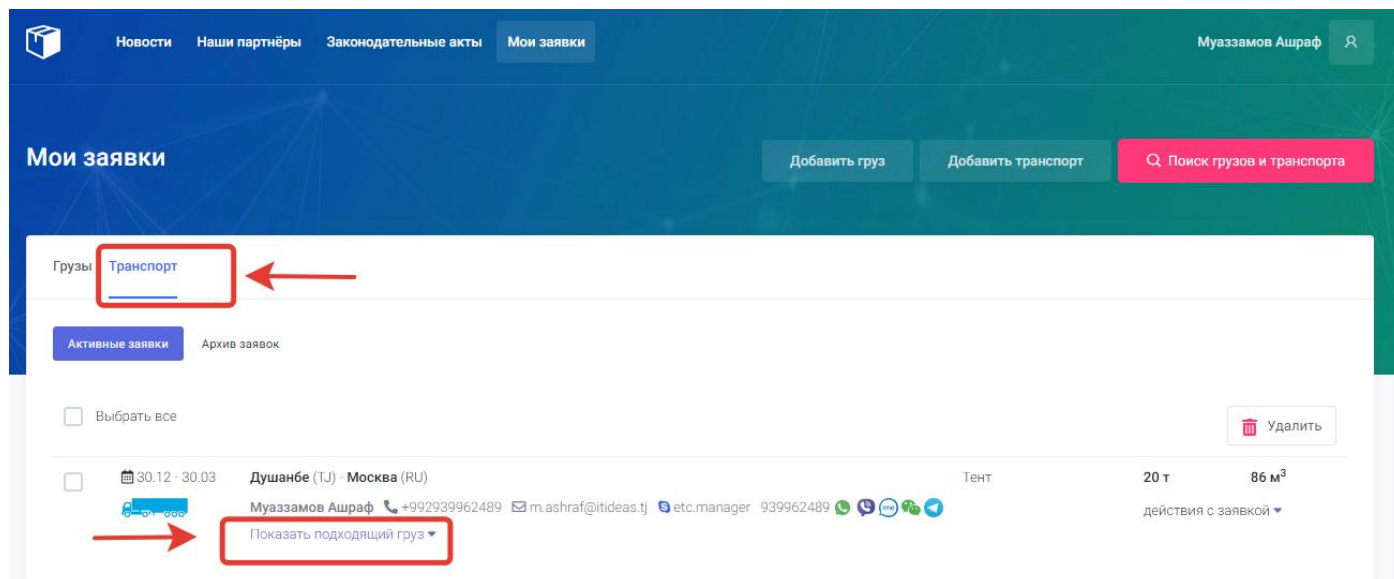 Новости Наши партнёры Законодательные акты Мои заявки Муаззамов Ашраф
Мои заявки Добавить груз Добавить транспорт Поиск грузов и транспорта
Грузы Транспорт
Активные заявки Архив заявок
Выбрать все Удалить
30.12 - 30.03 Душанбе (TJ) - Москва (RU) Тент 20 т 86 м³
Муаззамов Ашраф +992939962489 m.ashraf@itideas.tj etc.manager 939962489 imo действия с заявкой
Показать подходящий груз